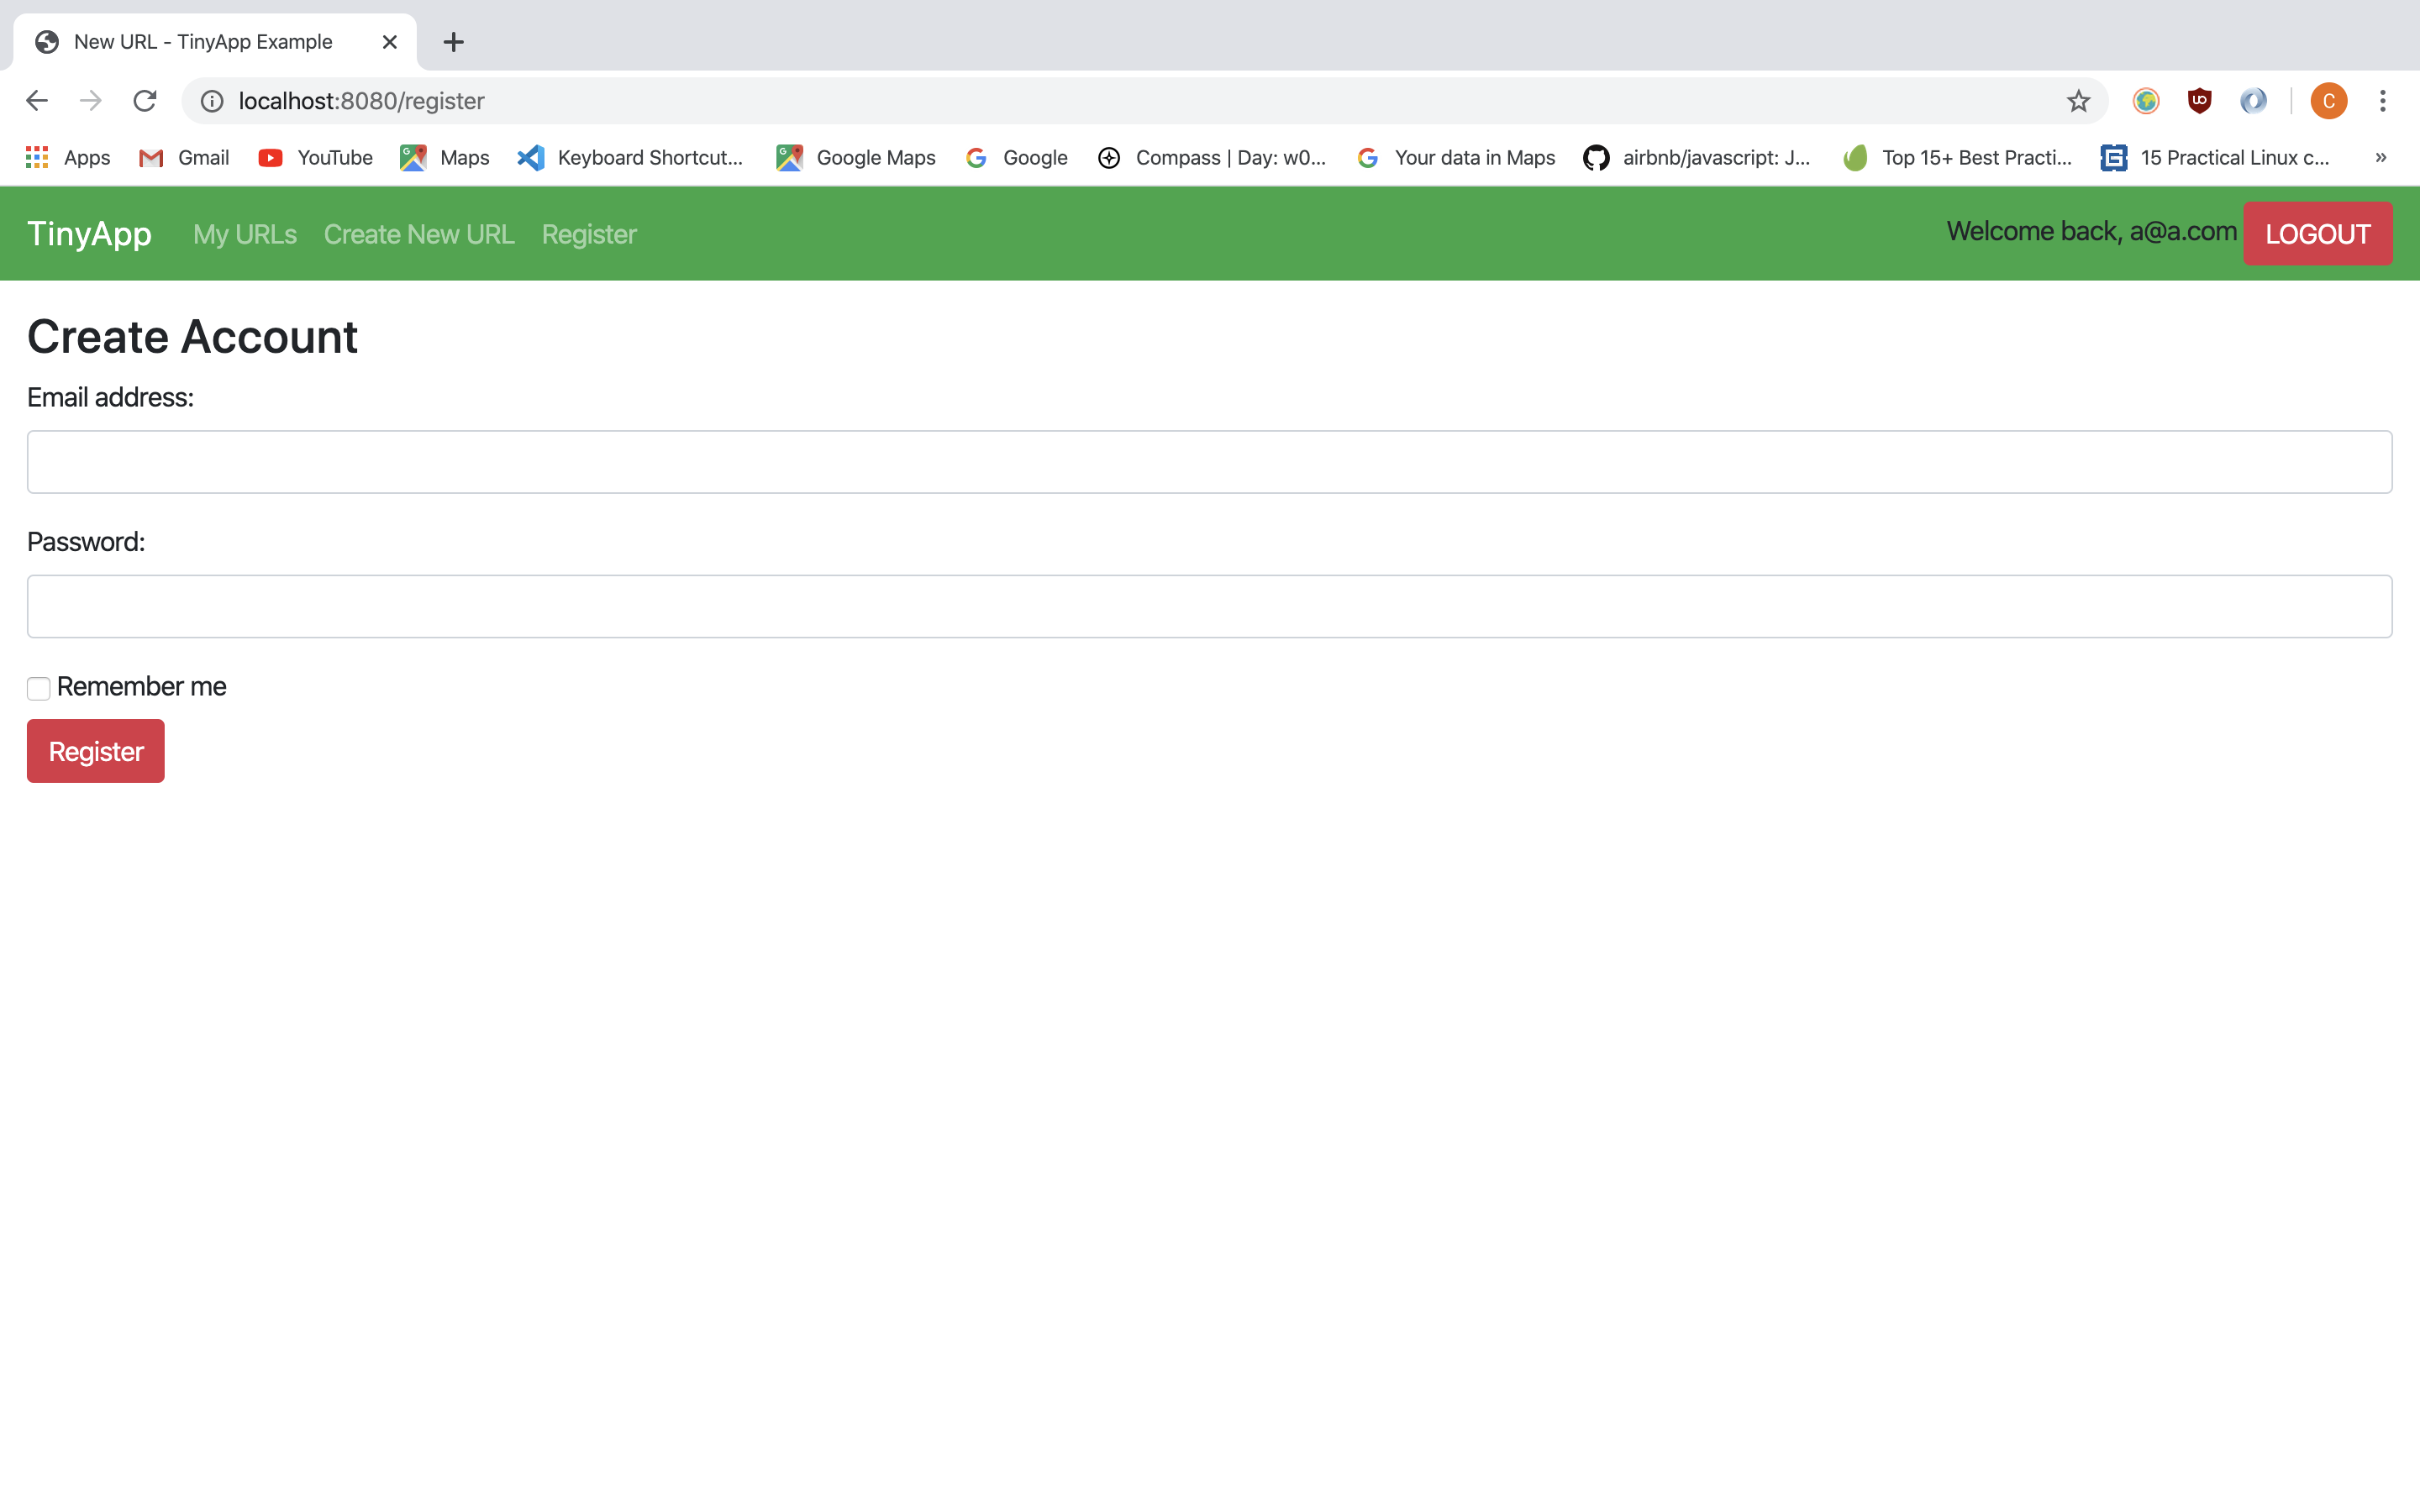 New URL - TinyApp Example
localhost:8080/register
C
Apps Gmail YouTube Maps Keyboard Shortcut... Google Maps Google Compass | Day: w0... Your data in Maps airbnb/javascript: J... Top 15+ Best Practi... 15 Practical Linux c... »
TinyApp My URLs Create New URL Register Welcome back, a@a.com LOGOUT
Create Account
Email address:
Password:
Remember me
Register